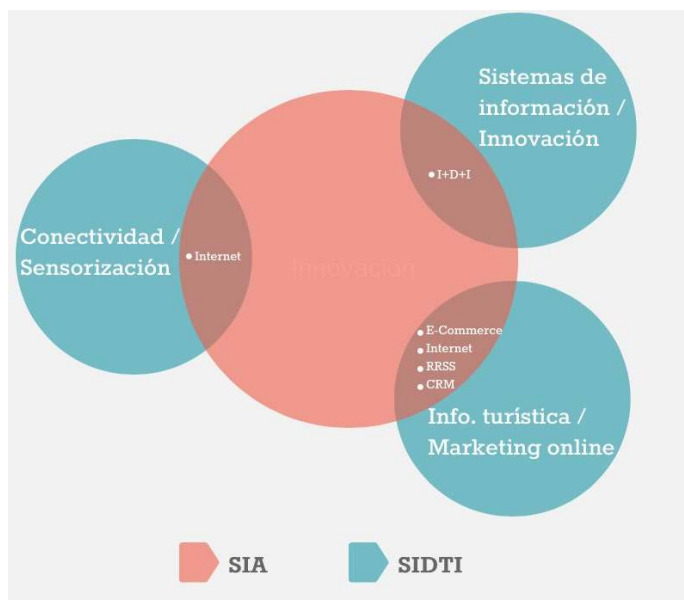 Sistemas de
información /
Innovación
I+D+I
Conectividad /
Sensorización
Internet
Innovación
E-Commerce
Internet
RRSS
CRM
Info. turística /
Marketing online
SIA
SIDTI